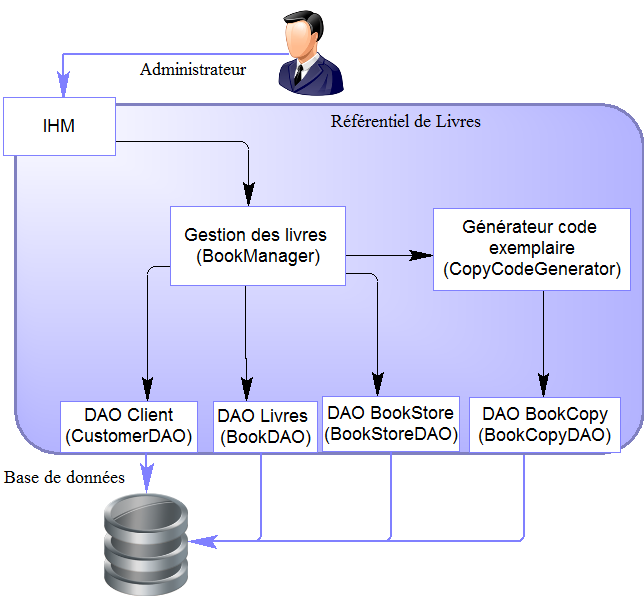 Administrateur
IHM
Référentiel de Livres
Gestion des livres
(BookManager)
Générateur code
exemplaire
(CopyCodeGenerator)
DAO Client
(CustomerDAO)
DAO Livres
(BookDAO)
DAO BookStore
(BookStoreDAO)
DAO BookCopy
(BookCopyDAO)
Base de données